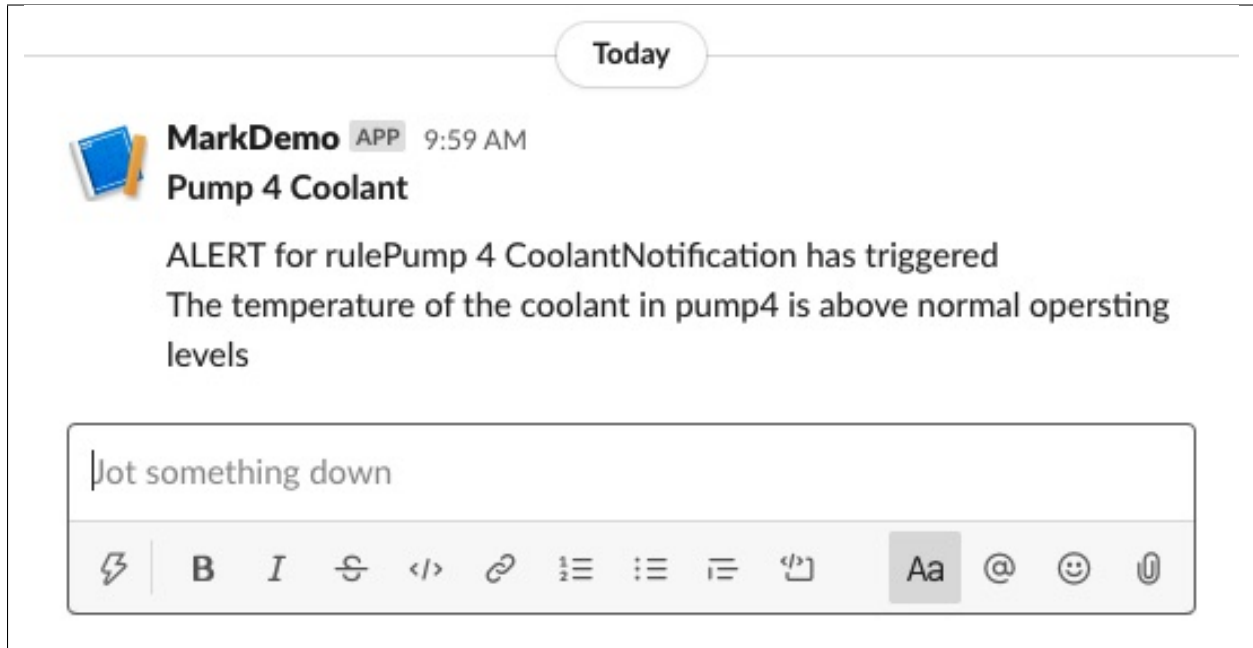 Today
MarkDemo APP 9:59 AM
Pump 4 Coolant
ALERT for rulePump 4 CoolantNotification has triggered
The temperature of the coolant in pump4 is above normal opersting
levels
Jot something down
B I S </> Aa @